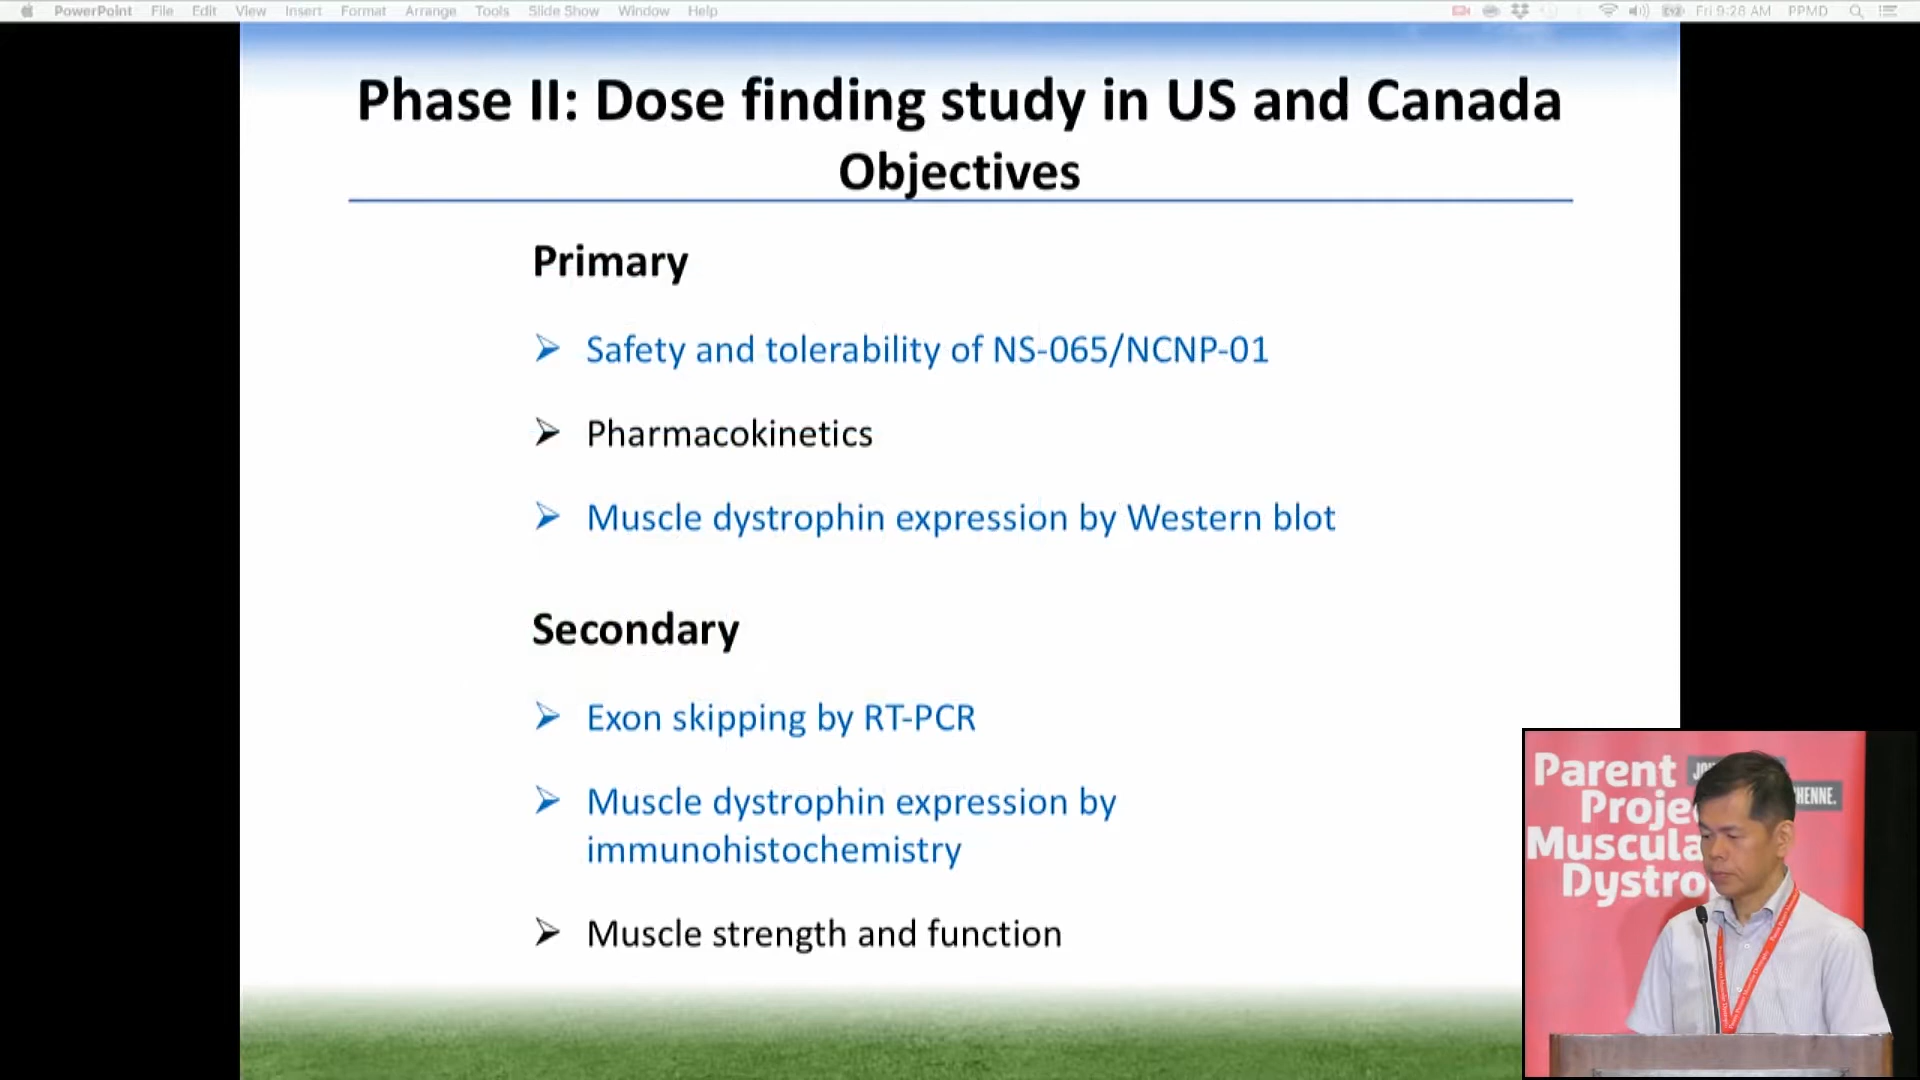 PowerPoint File Edit View Insert Format Arrange Tools Slide Show Window Help
Fri 9:28 AM PPMD
Phase II: Dose finding study in US and Canada
Objectives
Primary
➢ Safety and tolerability of NS-065/NCNP-01
➢ Pharmacokinetics
➢ Muscle dystrophin expression by Western blot
Secondary
➢ Exon skipping by RT-PCR
➢ Muscle dystrophin expression by
immunohistochemistry
➢ Muscle strength and function
Parent
Projec
Muscula
Dystro